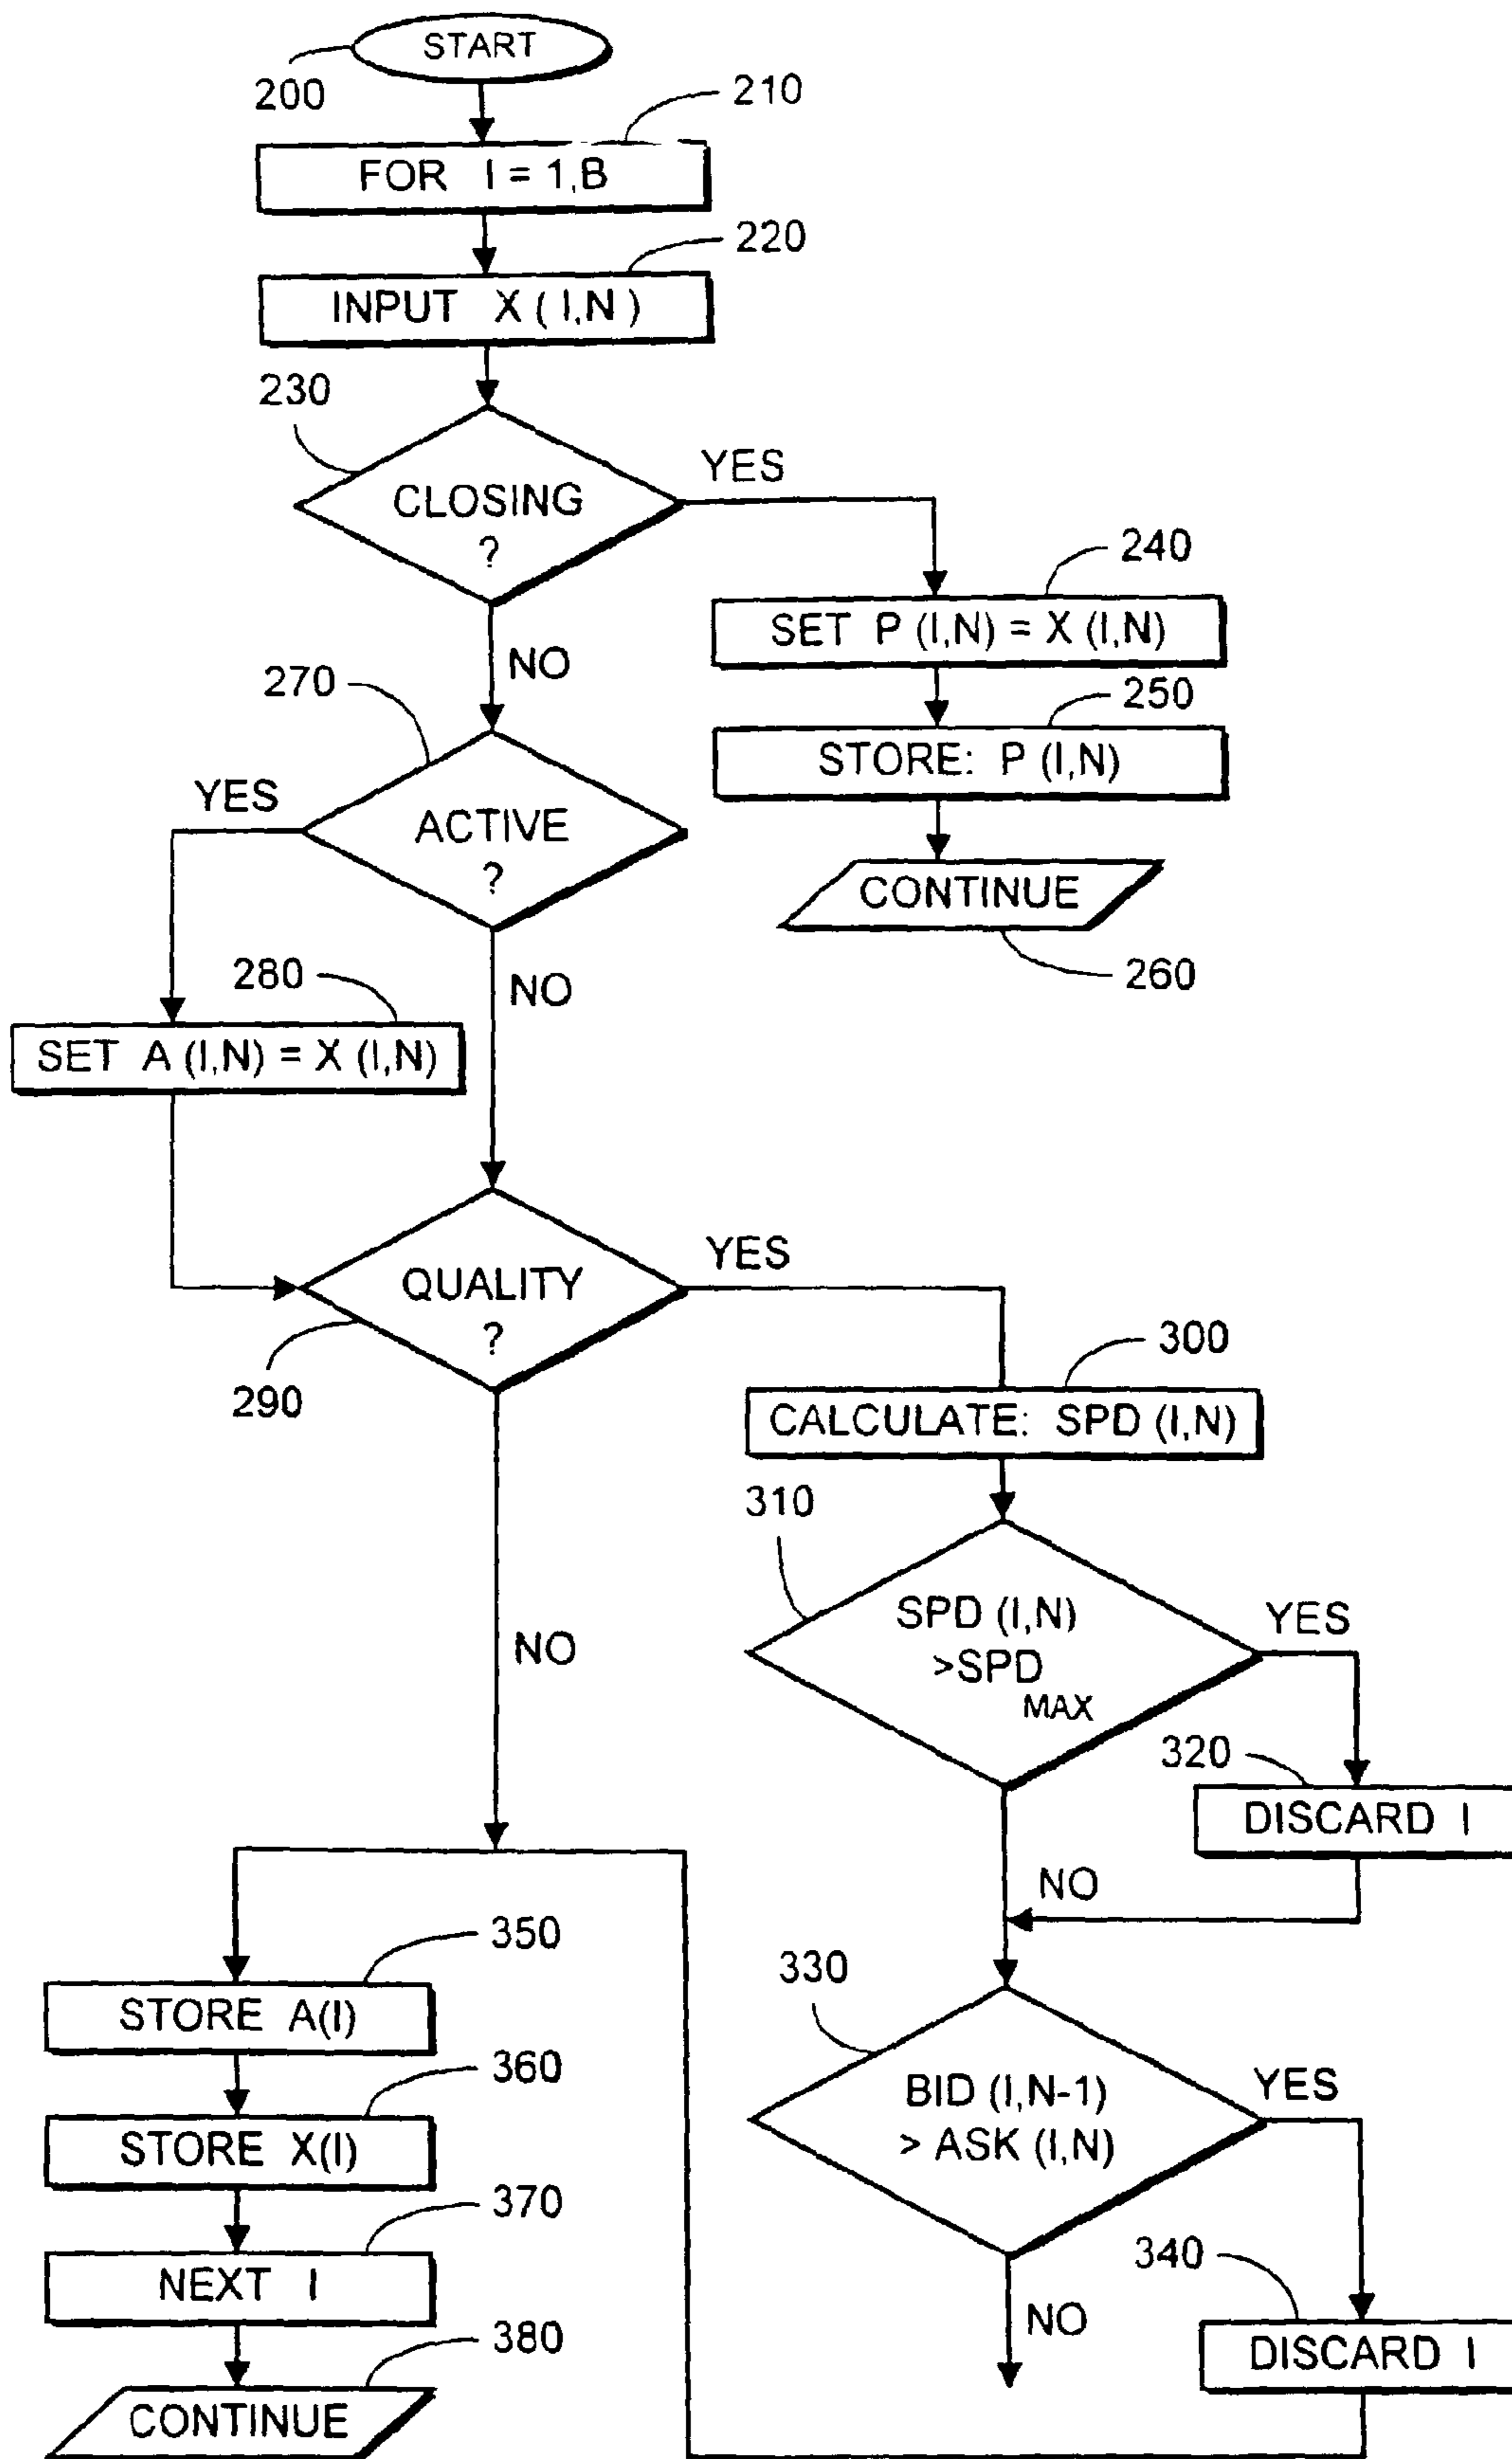 START
200
210
FOR I = 1,B
220
INPUT X ( I,N )
230
CLOSING
?
YES
NO
240
SET P (I,N) = X (I,N)
250
STORE: P (I,N)
CONTINUE
260
270
YES
ACTIVE
?
NO
280
SET A (I,N) = X (I,N)
QUALITY
?
YES
290
NO
300
CALCULATE: SPD (I,N)
310
SPD (I,N)
>SPD
MAX
YES
320
DISCARD I
NO
330
BID (I,N-1)
> ASK (I,N)
YES
340
NO
DISCARD I
350
STORE A(I)
360
STORE X(I)
370
NEXT I
380
CONTINUE